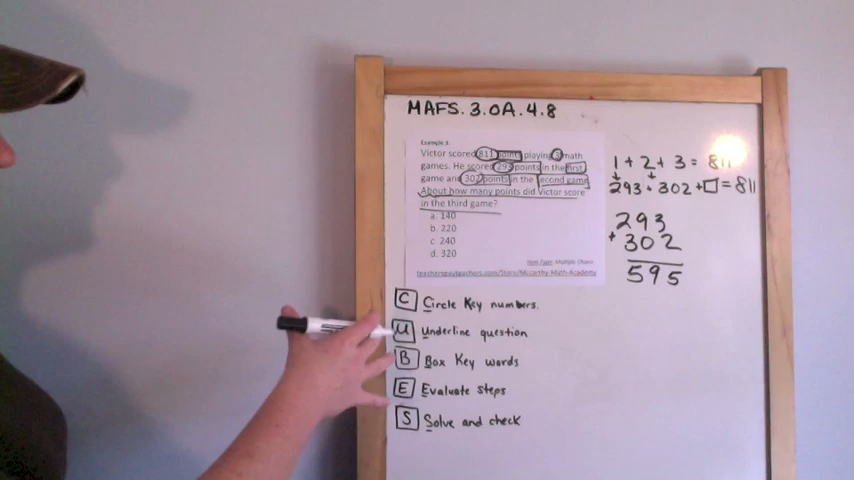 MAFS.3.OA.4.8
Example 3:
Victor scored 811 points playing 3 math
games. He scored 293 points in the first
game and 302 points in the second game.
About how many points did Victor score
in the third game?
a. 140
b. 220
c. 240
d. 320
Item Type: Multiple Choice
teacherspayteachers.com/Store/Mccarthy-Math-Academy
1 + 2 + 3 = 811
293 + 302 + □ = 811
293
+ 302
595
C Circle Key numbers.
U Underline question
B Box Key words
E Evaluate steps
S Solve and check